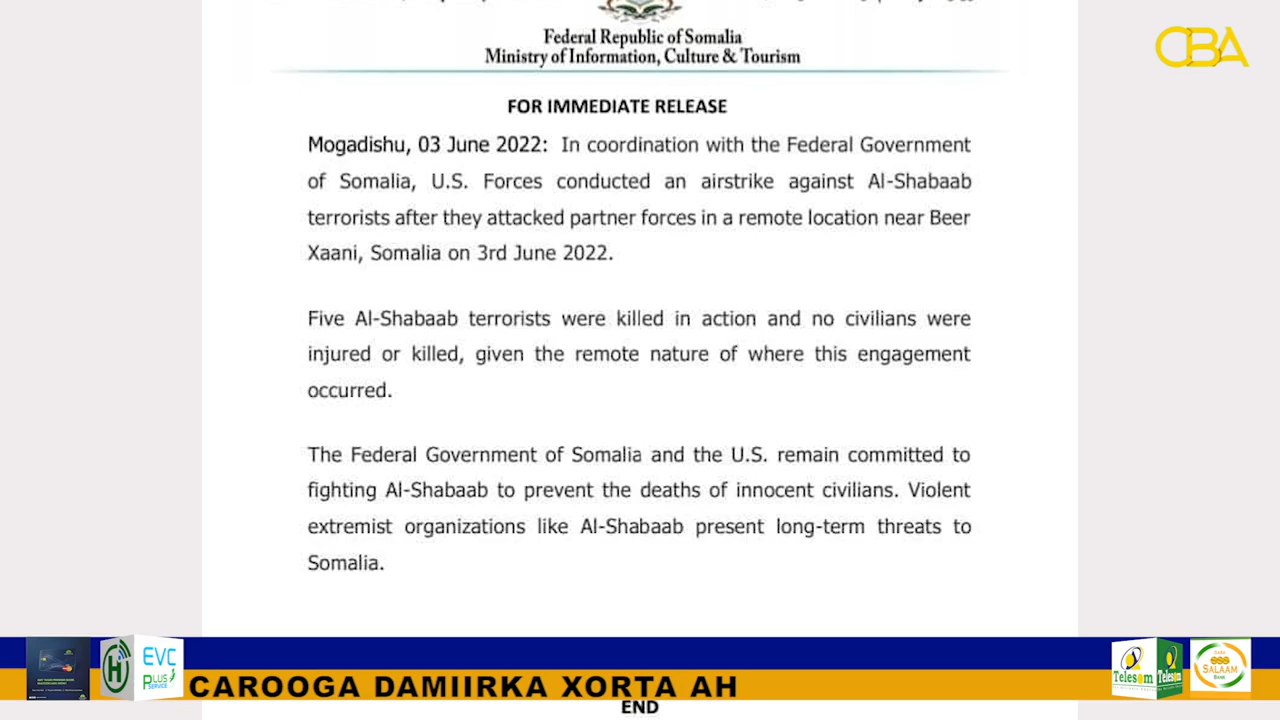 CBA
Federal Republic of Somalia
Ministry of Information, Culture & Tourism
FOR IMMEDIATE RELEASE
Mogadishu, 03 June 2022: In coordination with the Federal Government
of Somalia, U.S. Forces conducted an airstrike against Al-Shabaab
terrorists after they attacked partner forces in a remote location near Beer
Xaani, Somalia on 3rd June 2022.
Five Al-Shabaab terrorists were killed in action and no civilians were
injured or killed, given the remote nature of where this engagement
occurred.
The Federal Government of Somalia and the U.S. remain committed to
fighting Al-Shabaab to prevent the deaths of innocent civilians. Violent
extremist organizations like Al-Shabaab present long-term threats to
Somalia.
H
EVC
PLUS
SERVICE
CAROOGA DAMIIRKA XORTA AH
Telesom
Telesom
SALAAM
BANK
END